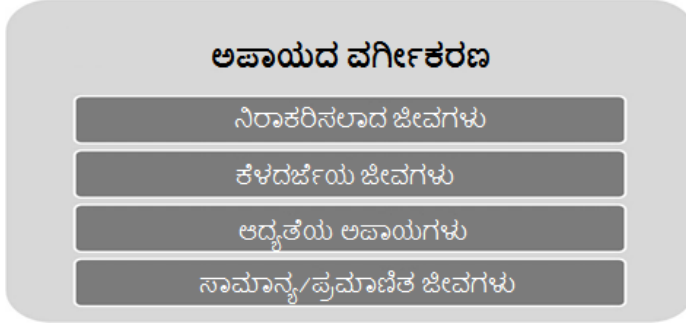 ಅಪಾಯದ ವರ್ಗೀಕರಣ
ನಿರಾಕರಿಸಲಾದ ಜೀವಗಳು
ಕೆಳದರ್ಜೆಯ ಜೀವಗಳು
ಆದ್ಯತೆಯ ಅಪಾಯಗಳು
ಸಾಮಾನ್ಯ/ಪ್ರಮಾಣಿತ ಜೀವಗಳು